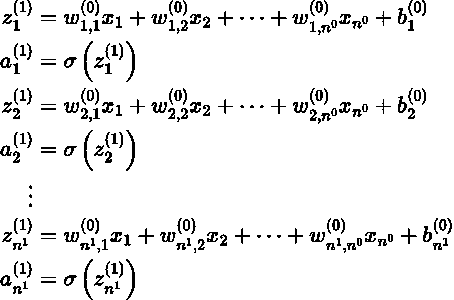 z_1^{(1)} = w_{1,1}^{(0)} x_1 + w_{1,2}^{(0)} x_2 + \cdots + w_{1,n^0}^{(0)} x_{n^0} + b_1^{(0)}
a_1^{(1)} = \sigma\left(z_1^{(1)}\right)
z_2^{(1)} = w_{2,1}^{(0)} x_1 + w_{2,2}^{(0)} x_2 + \cdots + w_{2,n^0}^{(0)} x_{n^0} + b_2^{(0)}
a_2^{(1)} = \sigma\left(z_2^{(1)}\right)
\vdots
z_{n^1}^{(1)} = w_{n^1,1}^{(0)} x_1 + w_{n^1,2}^{(0)} x_2 + \cdots + w_{n^1,n^0}^{(0)} x_{n^0} + b_{n^1}^{(0)}
a_{n^1}^{(1)} = \sigma\left(z_{n^1}^{(1)}\right)